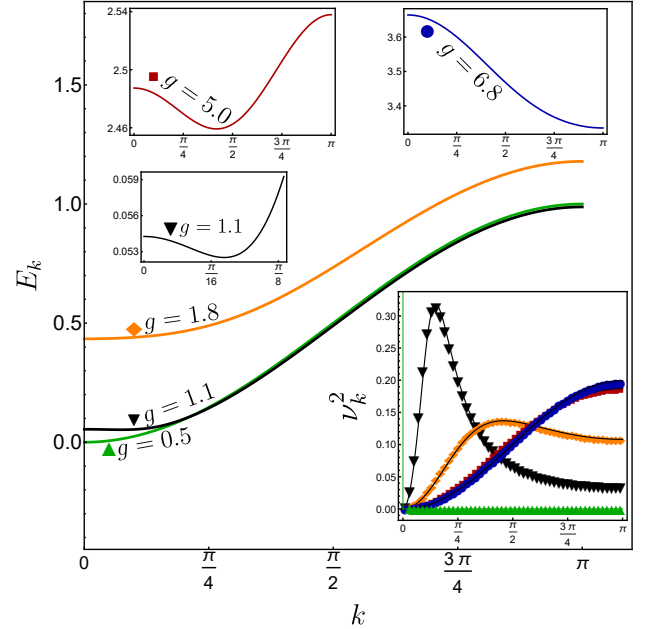 2.54
2.5
2.46
g = 5.0
0 π/4 π/2 3π/4 π
3.6
3.4
g = 6.8
0 π/4 π/2 3π/4 π
0.059
0.056
0.053
g = 1.1
0 π/16 π/8
1.5
1.0
0.5
0.0
E_k
g = 1.8
g = 1.1
g = 0.5
0.30
0.25
0.20
0.15
0.10
0.05
0.00
ν_k^2
0 π/4 π/2 3π/4 π
0 π/4 π/2 3π/4 π
k